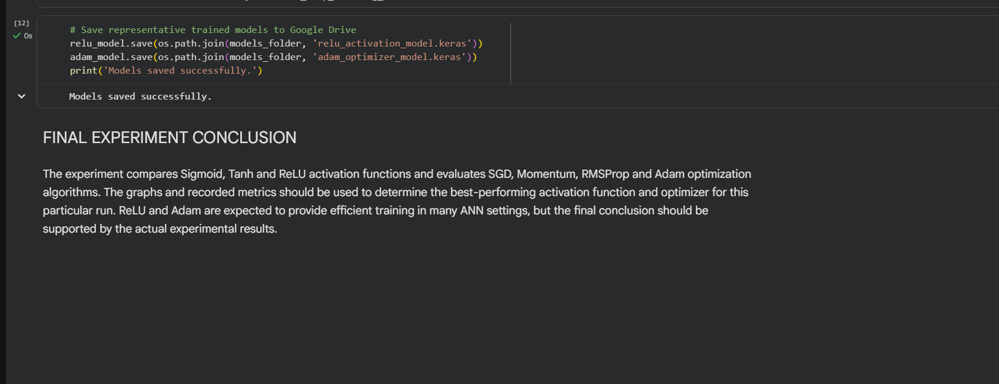 [12]
0s
# Save representative trained models to Google Drive
relu_model.save(os.path.join(models_folder, 'relu_activation_model.keras'))
adam_model.save(os.path.join(models_folder, 'adam_optimizer_model.keras'))
print('Models saved successfully.')
Models saved successfully.
FINAL EXPERIMENT CONCLUSION
The experiment compares Sigmoid, Tanh and ReLU activation functions and evaluates SGD, Momentum, RMSProp and Adam optimization
algorithms. The graphs and recorded metrics should be used to determine the best-performing activation function and optimizer for this
particular run. ReLU and Adam are expected to provide efficient training in many ANN settings, but the final conclusion should be
supported by the actual experimental results.